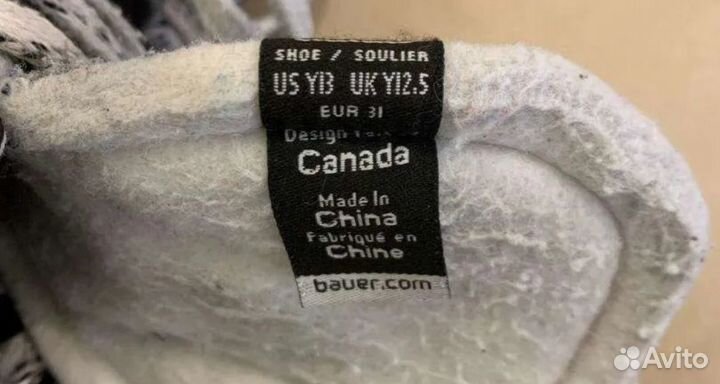 SHOE / SOULIER
US Y13 UK Y12.5
EUR 31
Design
Canada
Made In
China
Fabriqué en
Chine
bauer.com
Avito